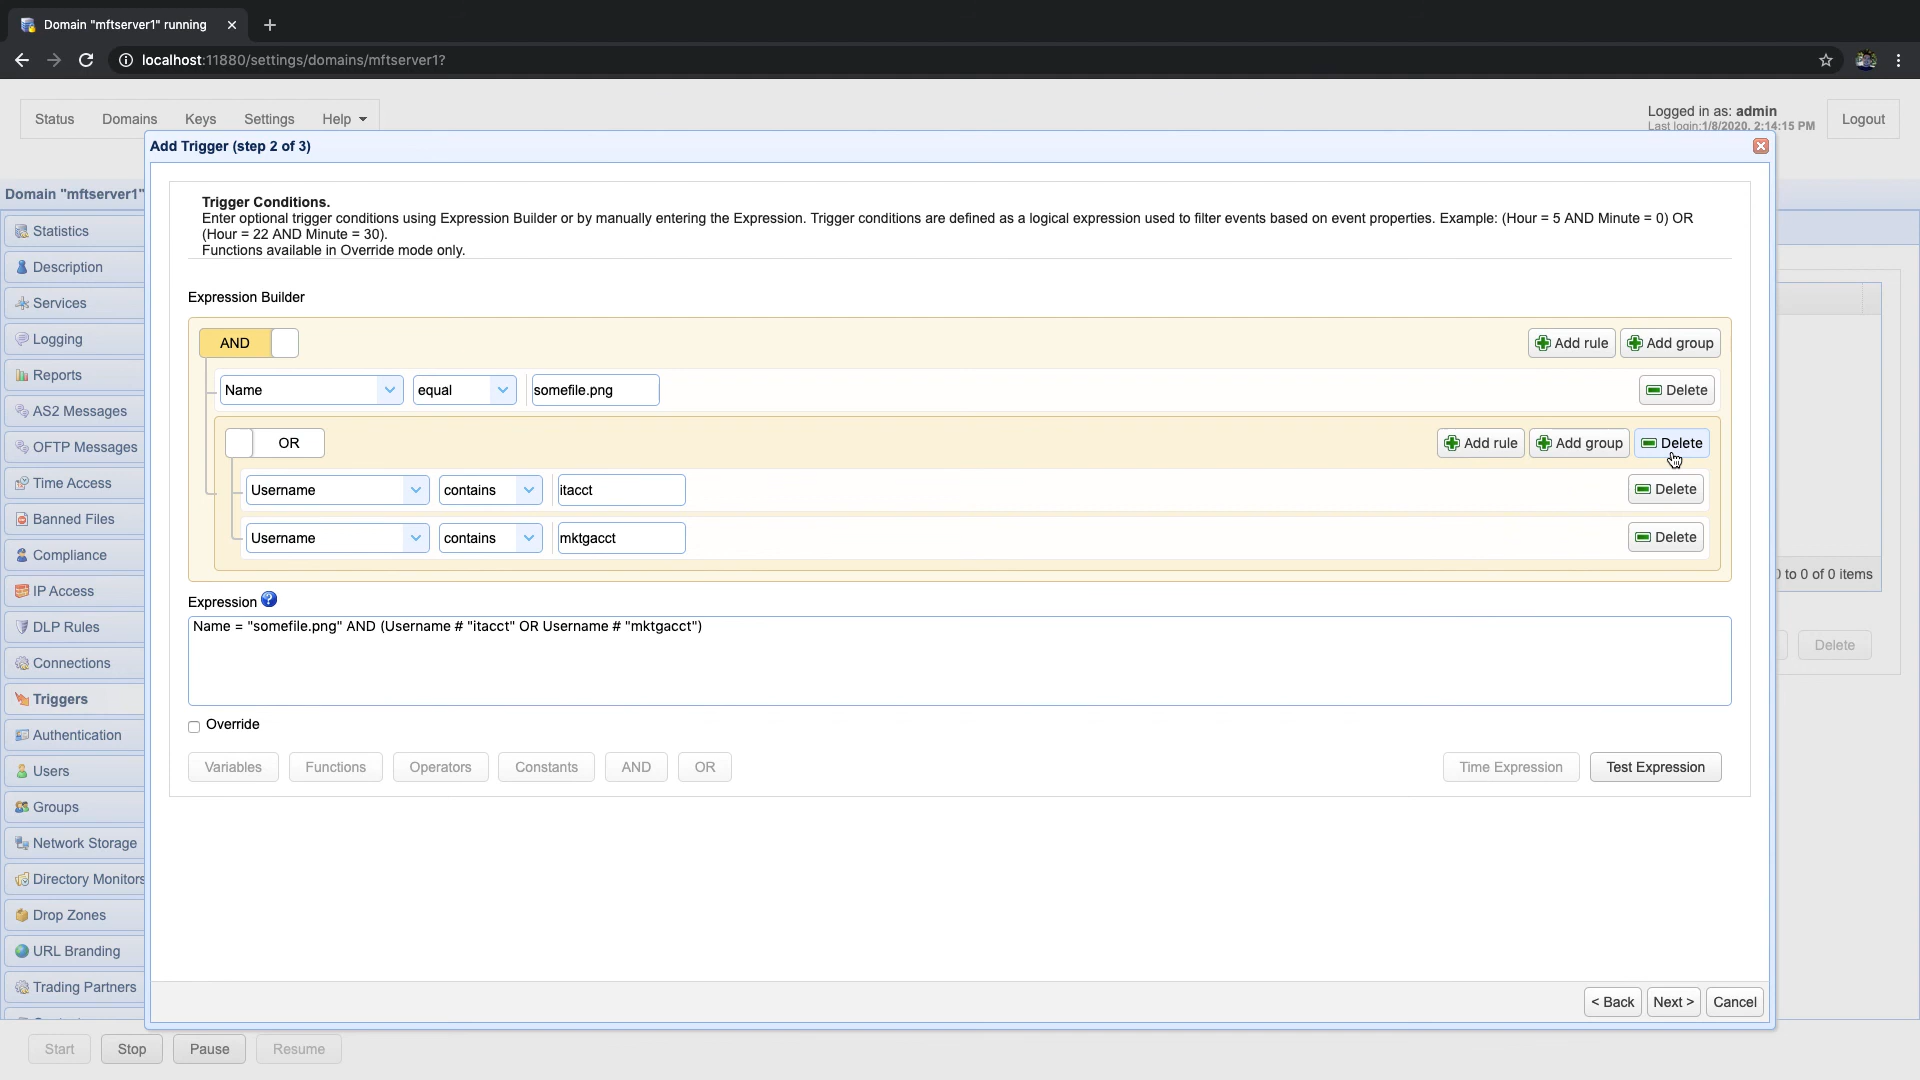 Domain "mftserver1" running
localhost:11880/settings/domains/mftserver1?
Status Domains Keys Settings Help
Logged in as: admin
Last login:1/8/2020, 2:14:15 PM
Logout
Add Trigger (step 2 of 3)
Domain "mftserver1"
Statistics
Description
Services
Logging
Reports
AS2 Messages
OFTP Messages
Time Access
Banned Files
Compliance
IP Access
DLP Rules
Connections
Triggers
Authentication
Users
Groups
Network Storage
Directory Monitors
Drop Zones
URL Branding
Trading Partners
Trigger Conditions.
Enter optional trigger conditions using Expression Builder or by manually entering the Expression. Trigger conditions are defined as a logical expression used to filter events based on event properties. Example: (Hour = 5 AND Minute = 0) OR
(Hour = 22 AND Minute = 30).
Functions available in Override mode only.
Expression Builder
AND Add rule Add group
Name equal somefile.png Delete
OR Add rule Add group Delete
Username contains itacct Delete
Username contains mktgacct Delete
to 0 of 0 items
Expression
Name = "somefile.png" AND (Username # "itacct" OR Username # "mktgacct")
Delete
Override
Variables Functions Operators Constants AND OR Time Expression Test Expression
< Back Next > Cancel
Start Stop Pause Resume